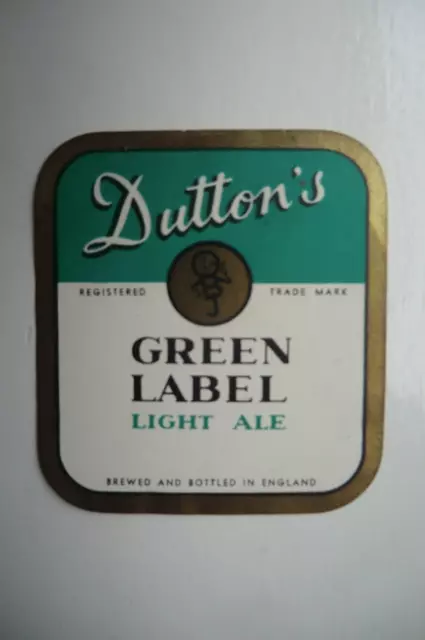 Dutton's
REGISTERED TRADE MARK
GREEN
LABEL
LIGHT ALE
BREWED AND BOTTLED IN ENGLAND